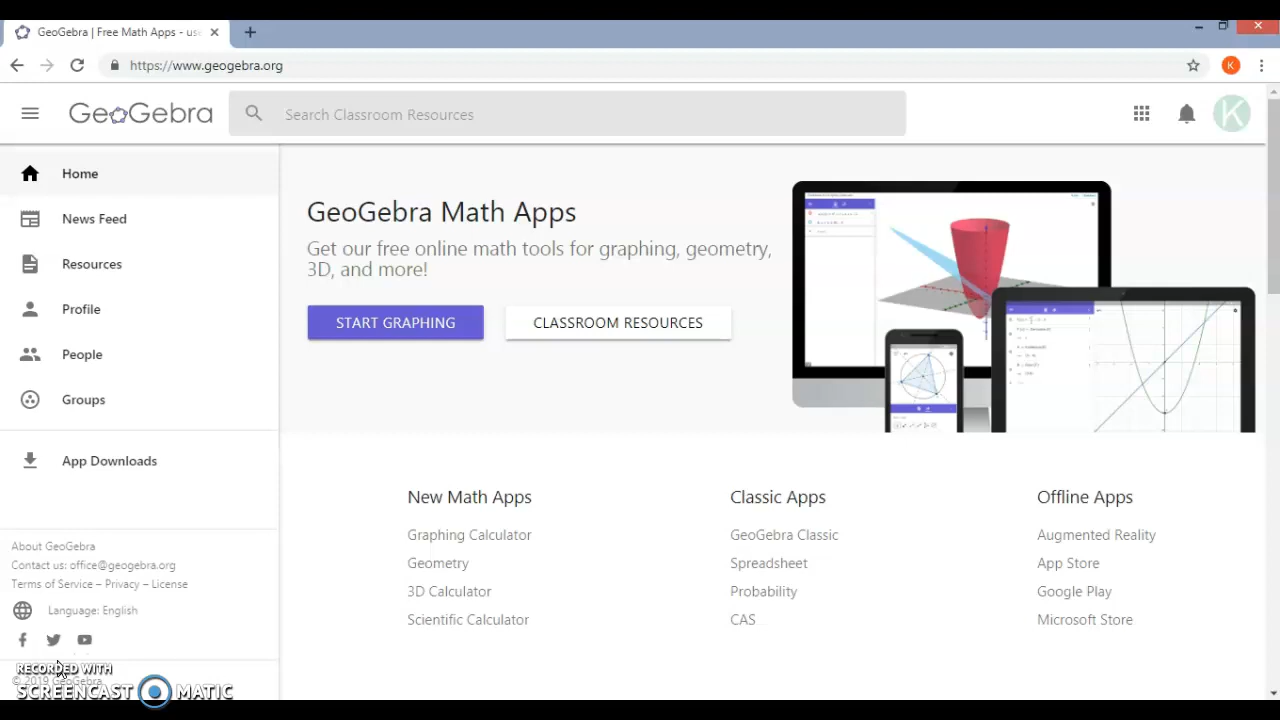 GeoGebra | Free Math Apps - us
https://www.geogebra.org
K
GeoGebra
Search Classroom Resources
K
Home
News Feed
Resources
Profile
People
Groups
App Downloads
About GeoGebra
Contact us: office@geogebra.org
Terms of Service – Privacy – License
Language: English
© 2019 GeoGebra
RECORDED WITH
SCREENCAST MATIC
GeoGebra Math Apps
Get our free online math tools for graphing, geometry,
3D, and more!
START GRAPHING
CLASSROOM RESOURCES
New Math Apps
Graphing Calculator
Geometry
3D Calculator
Scientific Calculator
Classic Apps
GeoGebra Classic
Spreadsheet
Probability
CAS
Offline Apps
Augmented Reality
App Store
Google Play
Microsoft Store